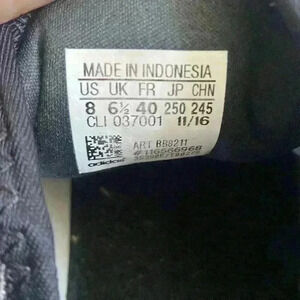 MADE IN INDONESIA
US UK FR JP CHN
8 6½ 40 250 245
CLI 037001 11/16
ART BB8211
adidas